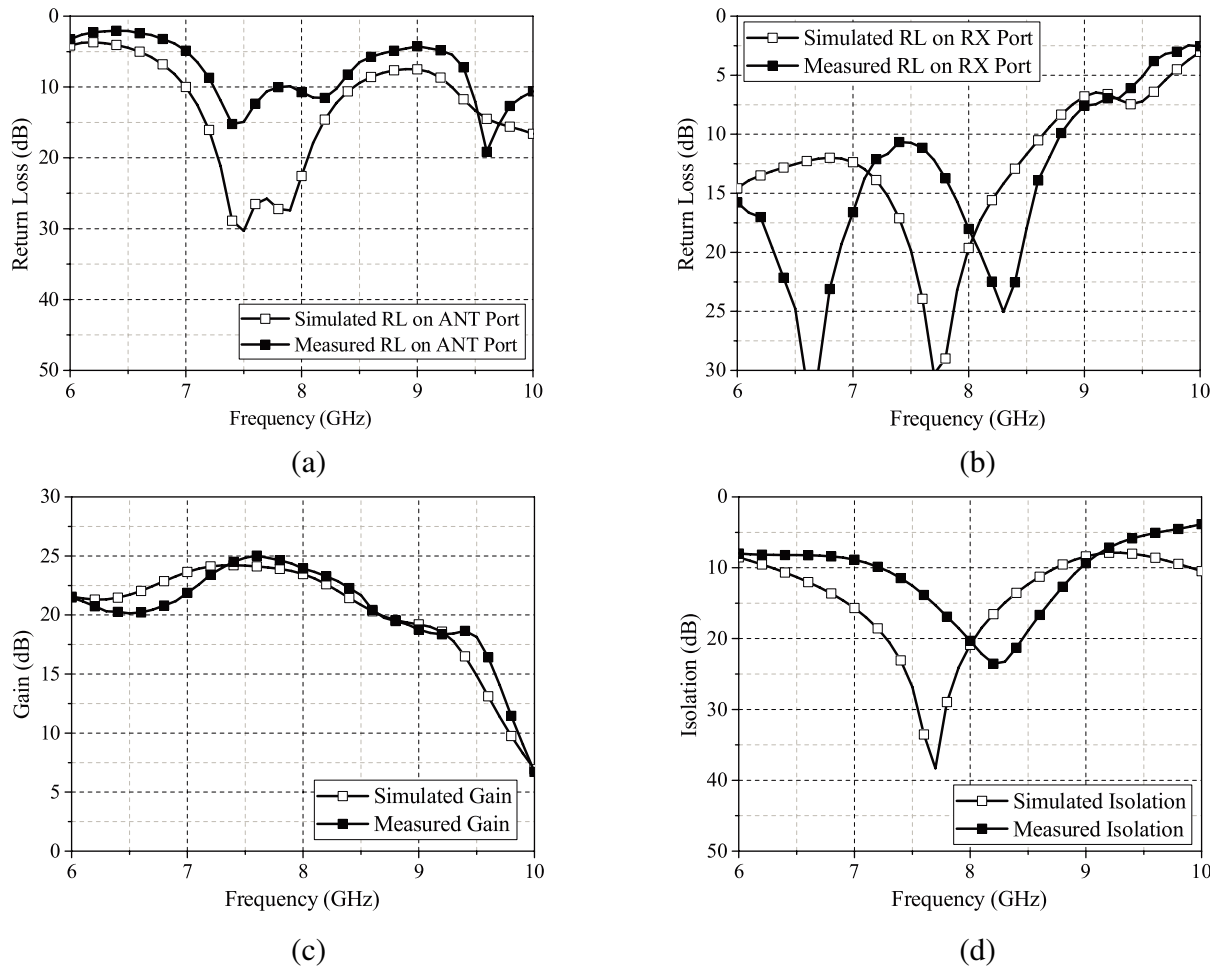 0
10
20
30
40
50
Return Loss (dB)
Simulated RL on ANT Port
Measured RL on ANT Port
6 7 8 9 10
Frequency (GHz)
(a)
0
5
10
15
20
25
30
Return Loss (dB)
Simulated RL on RX Port
Measured RL on RX Port
6 7 8 9 10
Frequency (GHz)
(b)
30
25
20
15
10
5
0
Gain (dB)
Simulated Gain
Measured Gain
6 7 8 9 10
Frequency (GHz)
(c)
0
10
20
30
40
50
Isolation (dB)
Simulated Isolation
Measured Isolation
6 7 8 9 10
Frequency (GHz)
(d)